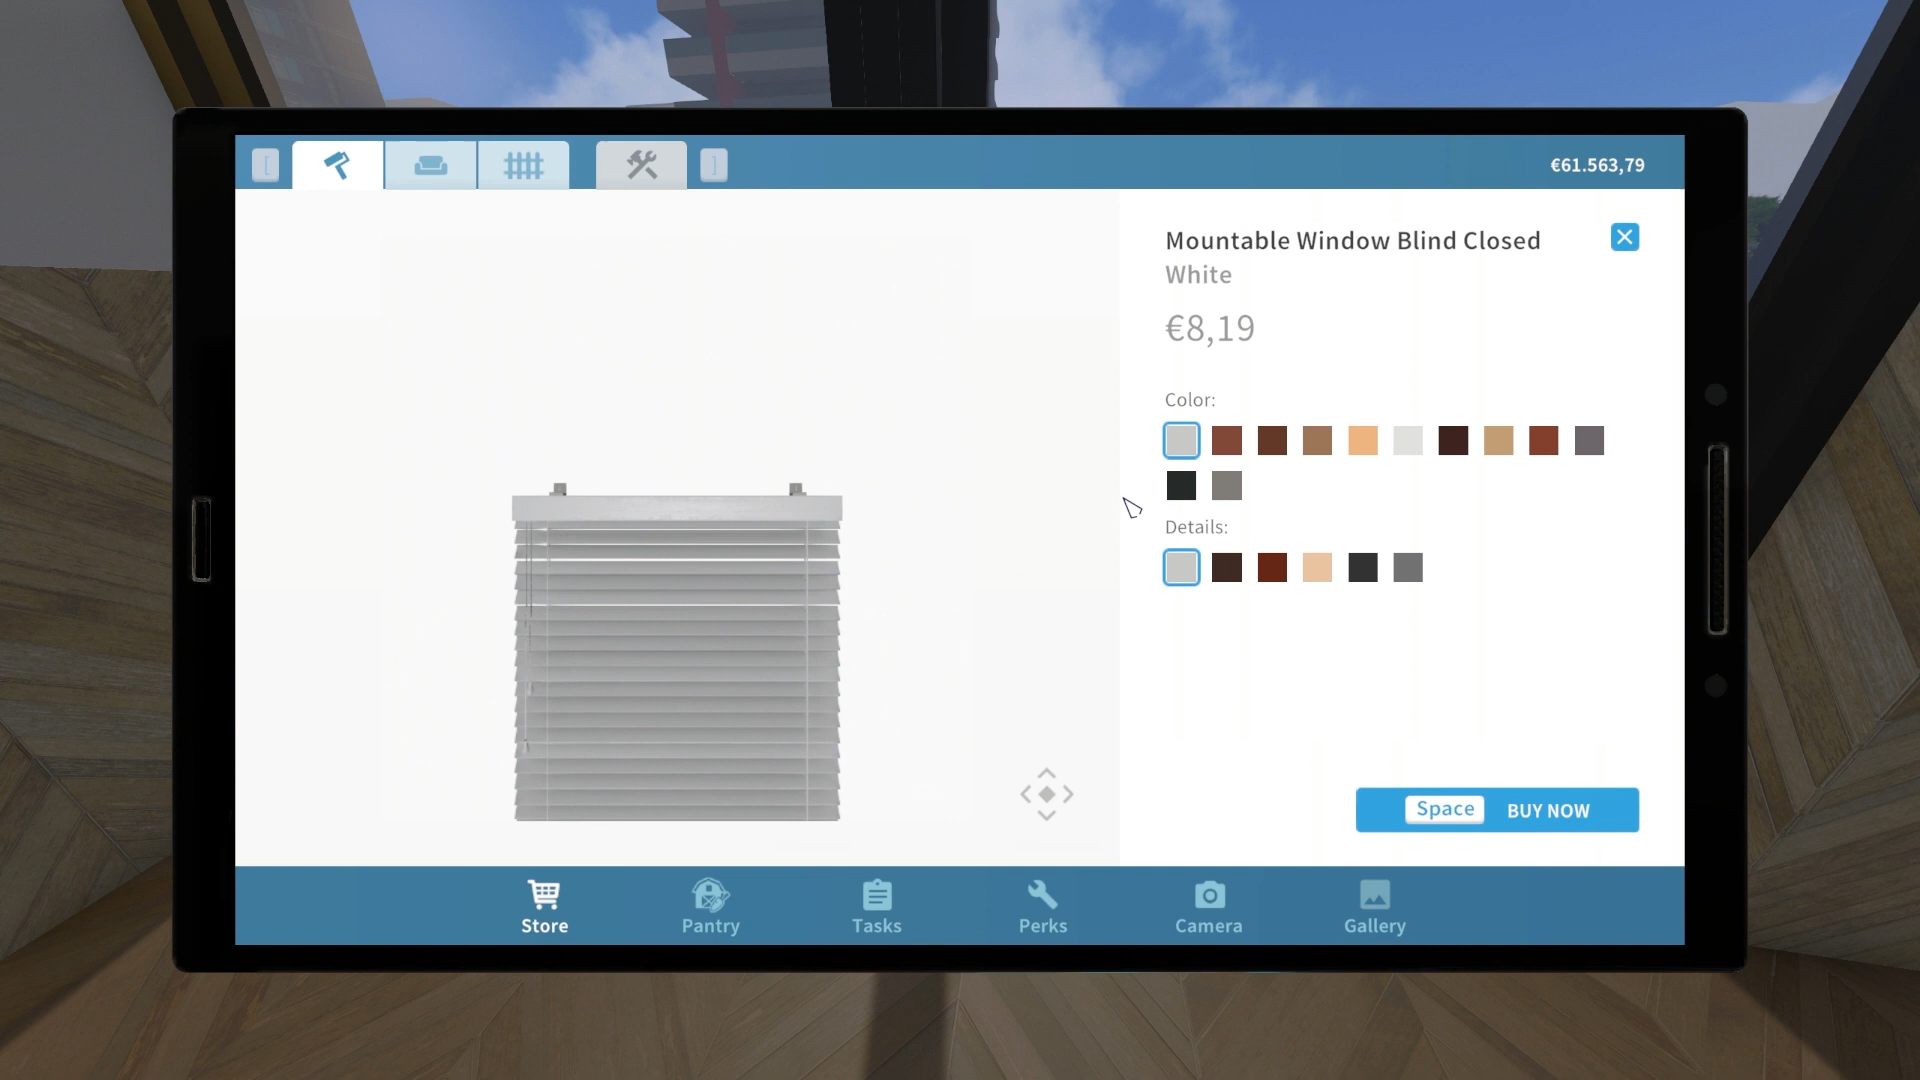 [
]
€61.563,79
Mountable Window Blind Closed
White
€8,19
Color:
Details:
Space BUY NOW
Store Pantry Tasks Perks Camera Gallery